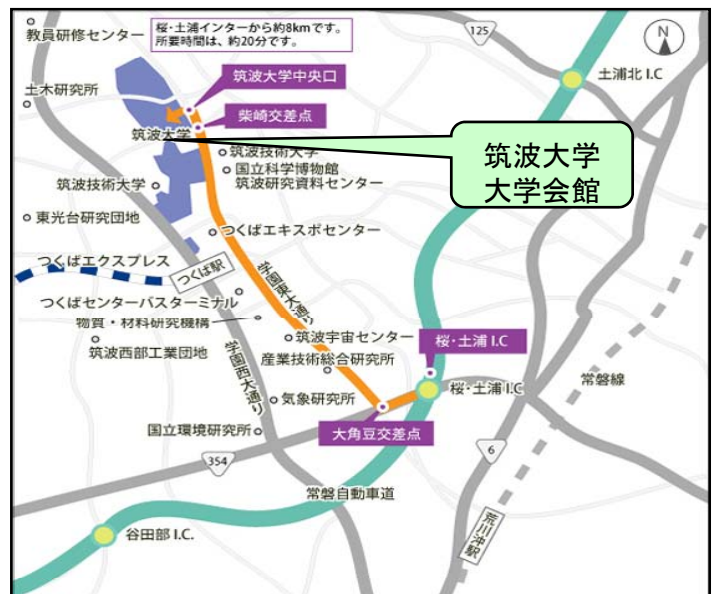 教員研修センター
桜・土浦インターから約8kmです。
所要時間は、約20分です。
125
N
土浦北 I.C
筑波大学中央口
土木研究所
柴崎交差点
筑波大学
筑波大学
大学会館
筑波技術大学
国立科学博物館
筑波研究資料センター
筑波技術大学
東光台研究団地
つくばエキスポセンター
つくばエクスプレス
つくば駅
学園東大通り
つくばセンターバスターミナル
物質・材料研究機構
筑波宇宙センター
桜・土浦 I.C
筑波西部工業団地
学園西大通り
産業技術総合研究所
桜・土浦 I.C
常磐線
気象研究所
大角豆交差点
国立環境研究所
6
354
常磐自動車道
荒川沖駅
谷田部 I.C.